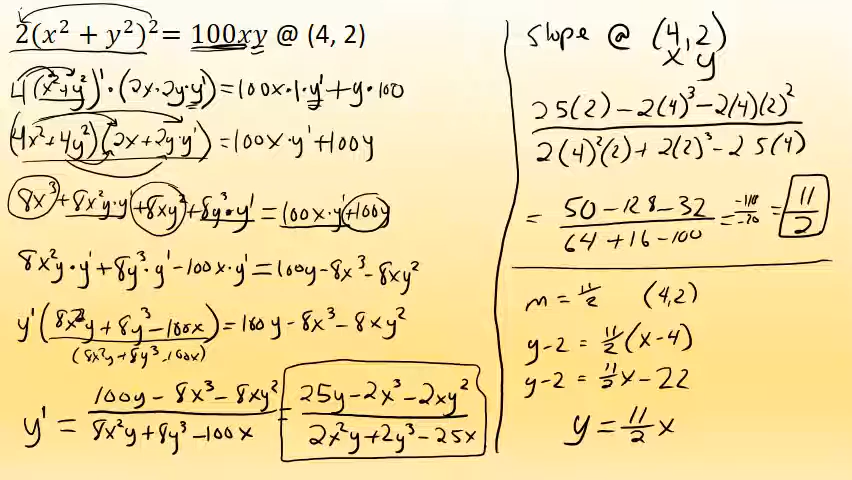 2(x² + y²)² = 100xy @ (4, 2)
4(x²+y²)¹·(2x·2y·y') = 100x·1·y' + y·100
(4x²+4y²)(2x+2y·y') = 100x·y' + 100y
8x³+8x²y·y'+8xy²+8y³·y' = 100x·y'+100y
8x²y·y'+8y³·y'-100x·y' = 100y-8x³-8xy²
y'(8x²y+8y³-100x) = 100y-8x³-8xy²
(8x²y+8y³-100x)
y' = (100y-8x³-8xy²)/(8x²y+8y³-100x) = (25y-2x³-2xy²)/(2x²y+2y³-25x)
Slope @ (4,2)
x y
25(2)-2(4)³-2(4)(2)²
2(4)²(2)+2(2)³-25(4)
= (50-128-32)/(64+16-100) = -110/-20 = 11/2
m = 11/2 (4,2)
y-2 = 11/2(x-4)
y-2 = 11/2x-22
y = 11/2x